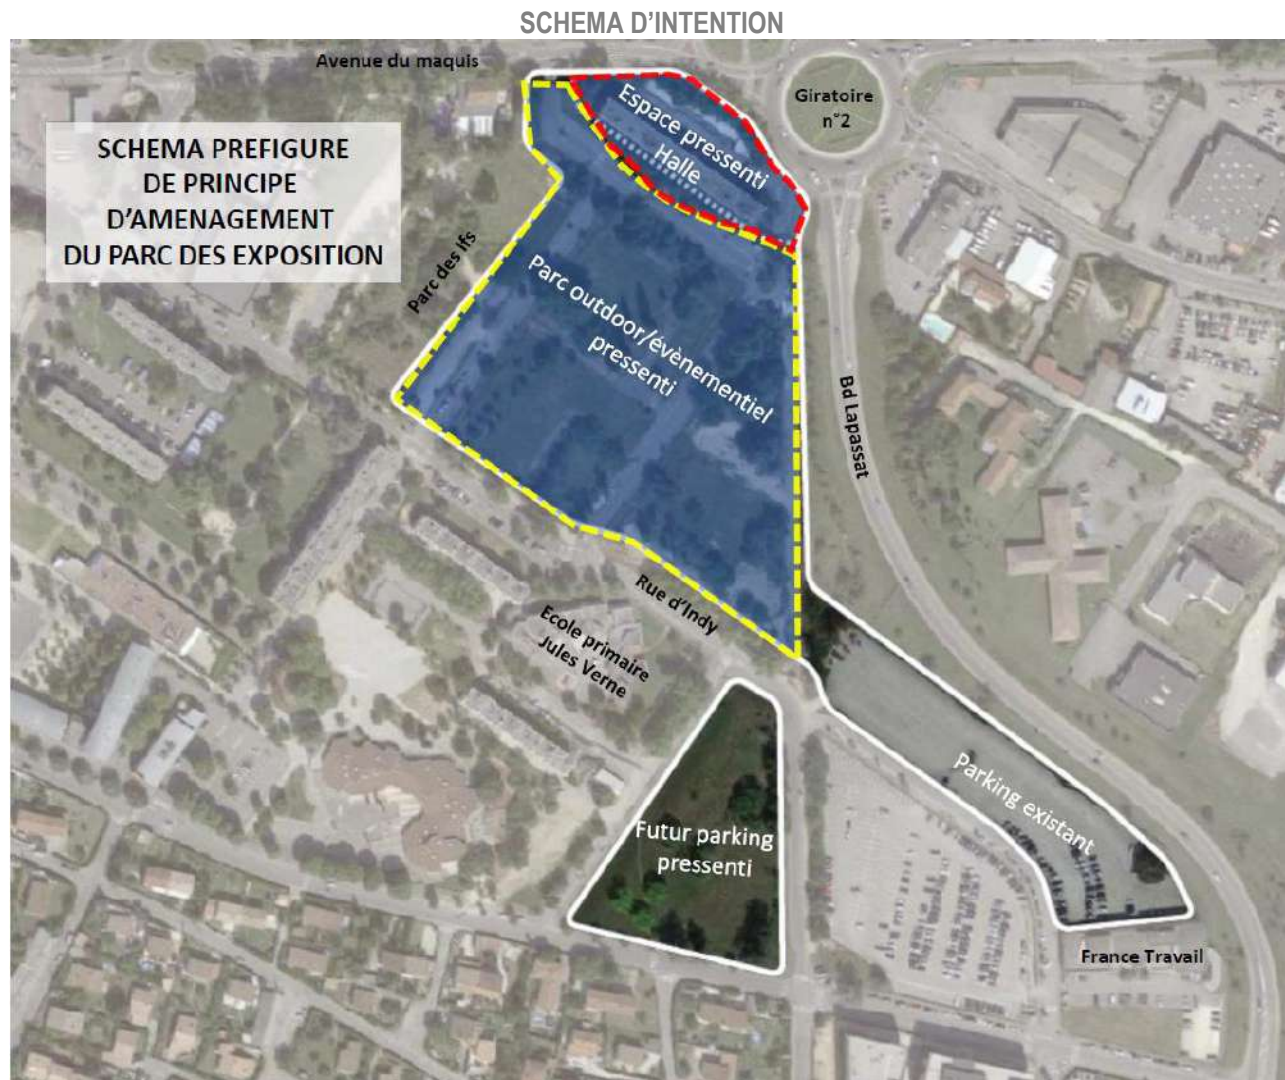 SCHEMA D'INTENTION
Avenue du maquis
Giratoire
n°2
SCHEMA PREFIGURE
DE PRINCIPE
D'AMENAGEMENT
DU PARC DES EXPOSITION
Espace pressenti
Halle
Parc des Ifs
Parc outdoor/évènementiel
pressenti
Bd Lapassat
Rue d'Indy
Ecole primaire
Jules Verne
Parking existant
Futur parking
pressenti
France Travail